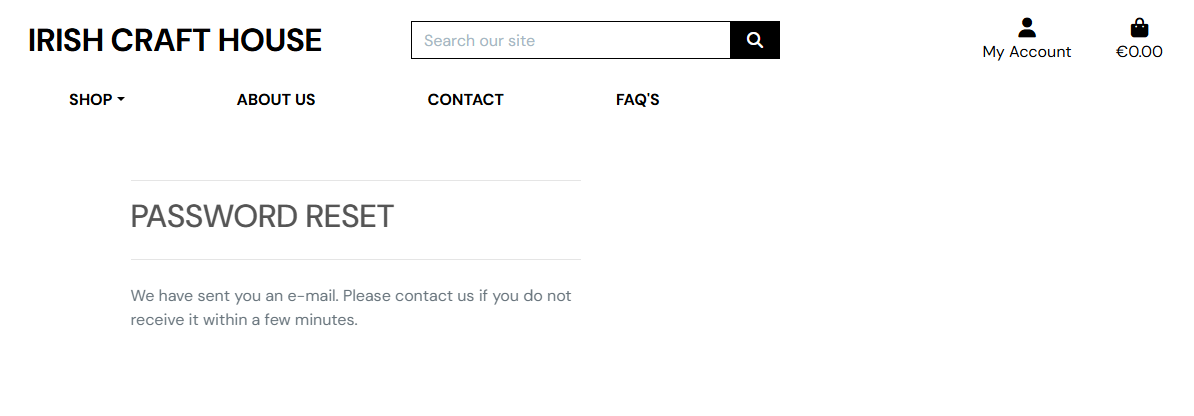 IRISH CRAFT HOUSE
Search our site
My Account
€0.00
SHOP
ABOUT US
CONTACT
FAQ'S
PASSWORD RESET
We have sent you an e-mail. Please contact us if you do not
receive it within a few minutes.